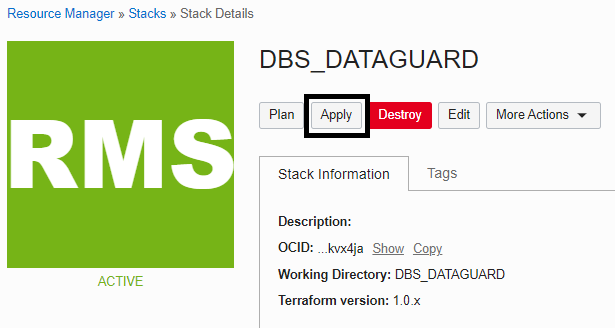 Resource Manager » Stacks » Stack Details
RMS
ACTIVE
DBS_DATAGUARD
Plan Apply Destroy Edit More Actions
Stack Information Tags
Description:
OCID: ...kvx4ja Show Copy
Working Directory: DBS_DATAGUARD
Terraform version: 1.0.x